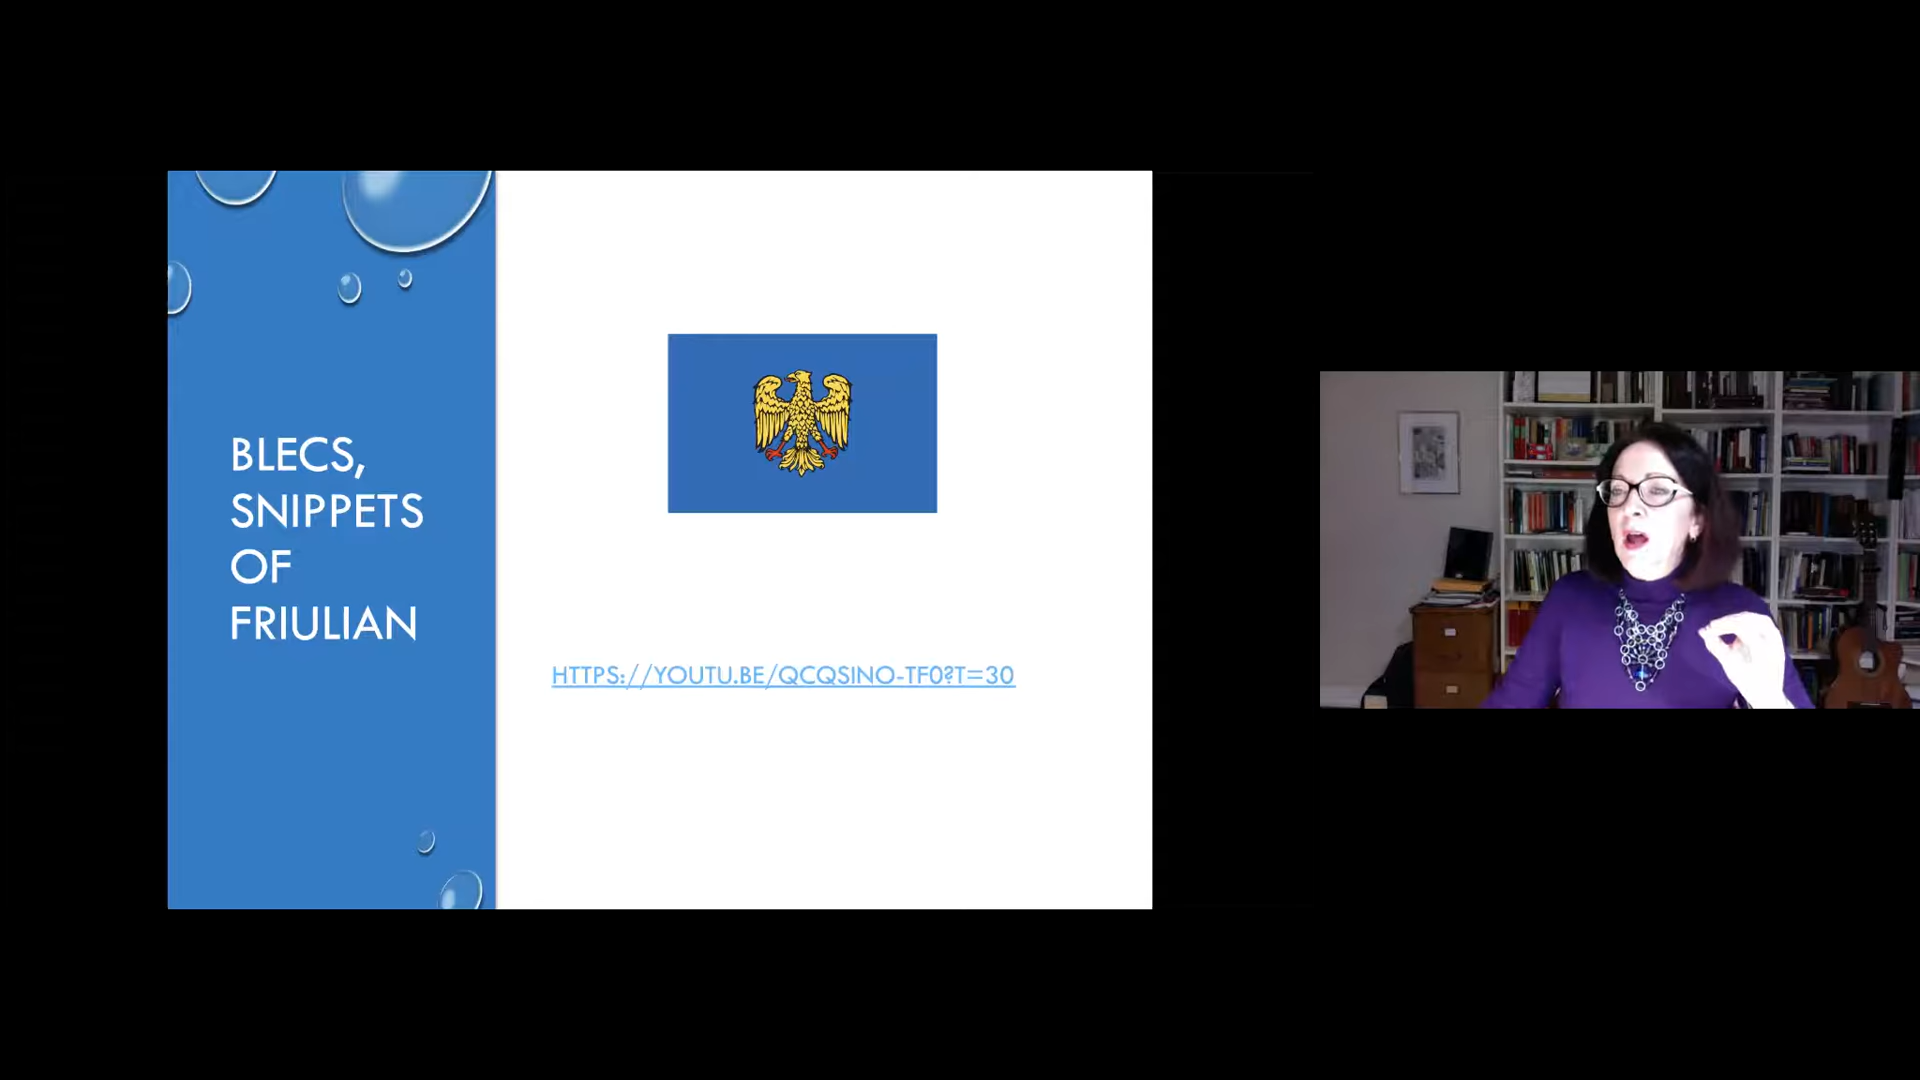 BLECS,
SNIPPETS
OF
FRIULIAN
HTTPS://YOUTU.BE/QCQSINO-TF0?T=30